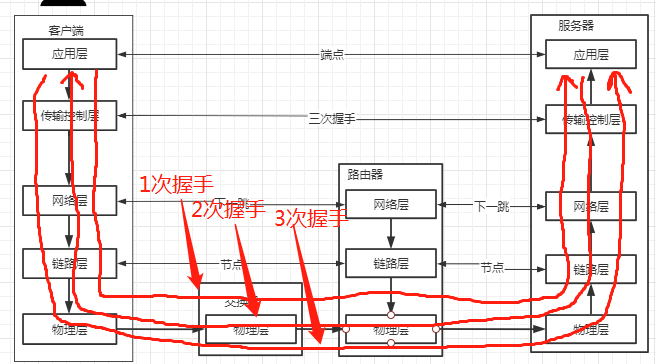 客户端
服务器
应用层
端点
应用层
传输控制层
三次握手
传输控制层
路由器
1次握手
网络层
下一跳
2次握手
3次握手
网络层
下一跳
网络层
链路层
节点
链路层
节点
链路层
交换
物理层
物理层
物理层
物理层